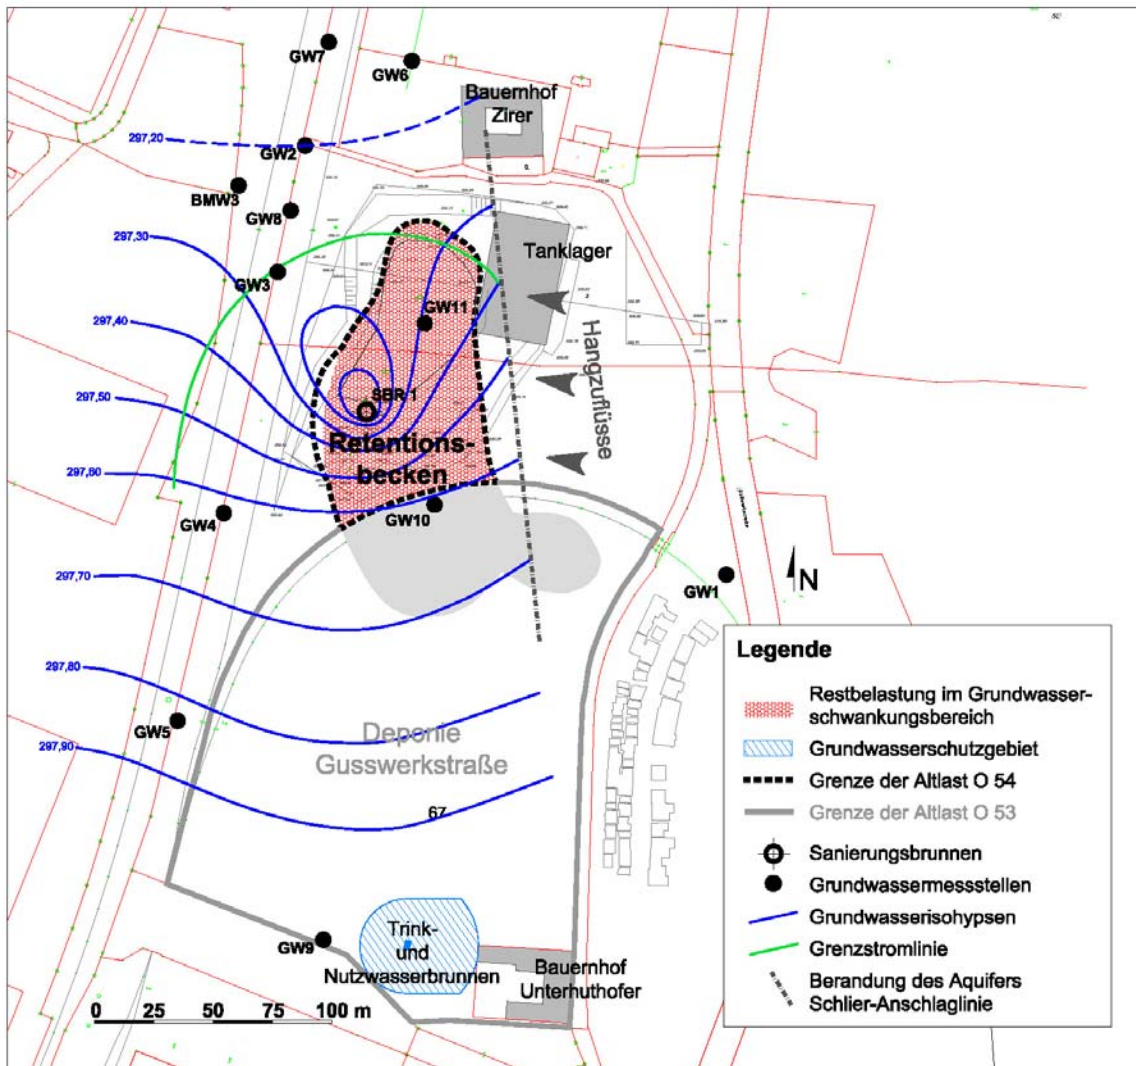 GW7
GW6
Bauernhof
Zirer
297,20
GW2
BMW3
GW8
297,30
GW3
Tanklager
GW11
297,40
Hangzuflüsse
SBR 1
297,50
Retentions-
becken
297,60
GW10
GW4
297,70
GW1
N
297,80
GW5
Deponie
Gusswerkstraße
297,90
67
GW9
Trink-
und
Nutzwasserbrunnen
Bauernhof
Unterhuthofer
0 25 50 75 100 m
Legende
Restbelastung im Grundwasser-
schwankungsbereich
Grundwasserschutzgebiet
Grenze der Altlast O 54
Grenze der Altlast O 53
Sanierungsbrunnen
Grundwassermessstellen
Grundwasserisohypsen
Grenzstromlinie
Berandung des Aquifers
Schlier-Anschlaglinie